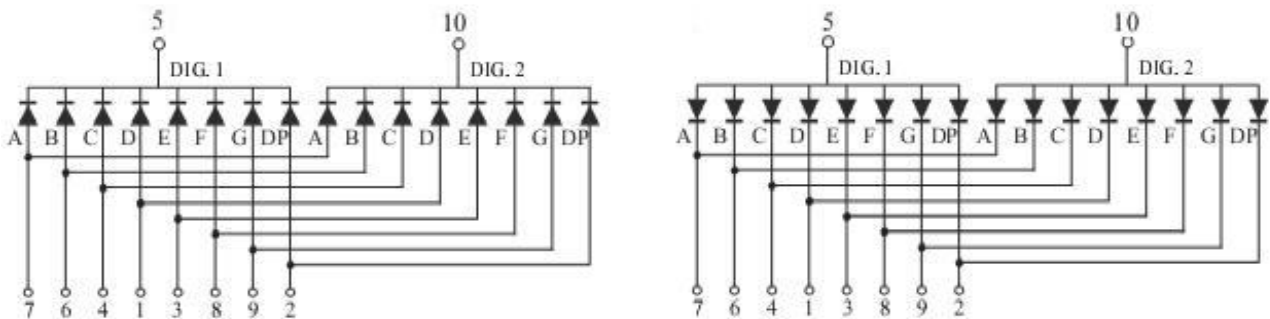 5 10
DIG. 1 DIG. 2
A B C D E F G DP A B C D E F G DP
7 6 4 1 3 8 9 2
5 10
DIG. 1 DIG. 2
A B C D E F G DP A B C D E F G DP
7 6 4 1 3 8 9 2